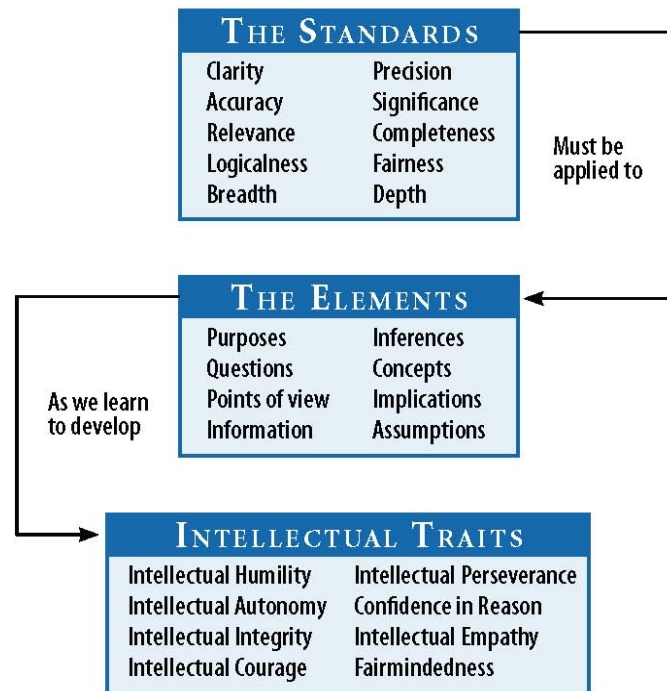 THE STANDARDS
Clarity Precision
Accuracy Significance
Relevance Completeness
Logicalness Fairness
Breadth Depth
Must be
applied to
THE ELEMENTS
Purposes Inferences
Questions Concepts
Points of view Implications
Information Assumptions
As we learn
to develop
INTELLECTUAL TRAITS
Intellectual Humility Intellectual Perseverance
Intellectual Autonomy Confidence in Reason
Intellectual Integrity Intellectual Empathy
Intellectual Courage Fairmindedness